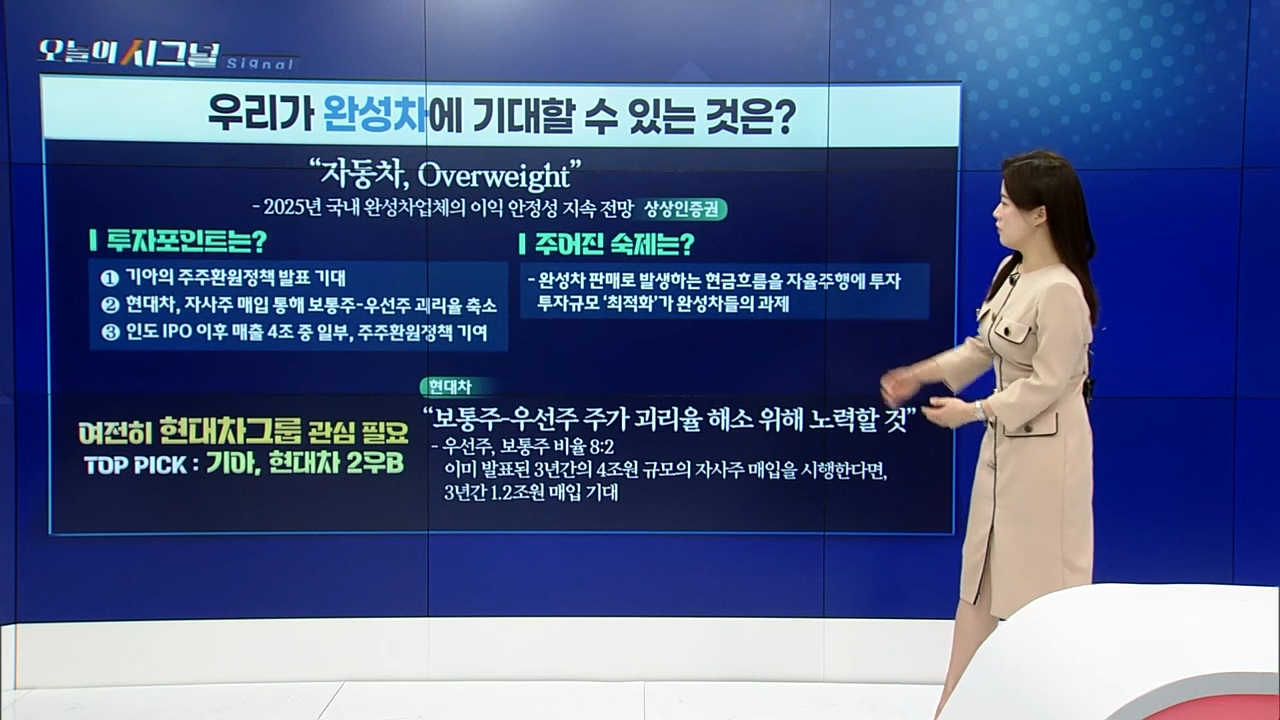 오늘의 시그널
Signal
우리가 완성차에 기대할 수 있는 것은?
“자동차, Overweight”
- 2025년 국내 완성차업체의 이익 안정성 지속 전망 상상인증권
투자포인트는?
① 기아의 주주환원정책 발표 기대
② 현대차, 자사주 매입 통해 보통주-우선주 괴리율 축소
③ 인도 IPO 이후 매출 4조 중 일부, 주주환원정책 기여
주어진 숙제는?
- 완성차 판매로 발생하는 현금흐름을 자율주행에 투자
투자규모 ‘최적화’가 완성차들의 과제
여전히 현대차그룹 관심 필요
TOP PICK : 기아, 현대차 2우B
현대차
“보통주-우선주 주가 괴리율 해소 위해 노력할 것”
- 우선주, 보통주 비율 8:2
이미 발표된 3년간의 4조원 규모의 자사주 매입을 시행한다면,
3년간 1.2조원 매입 기대